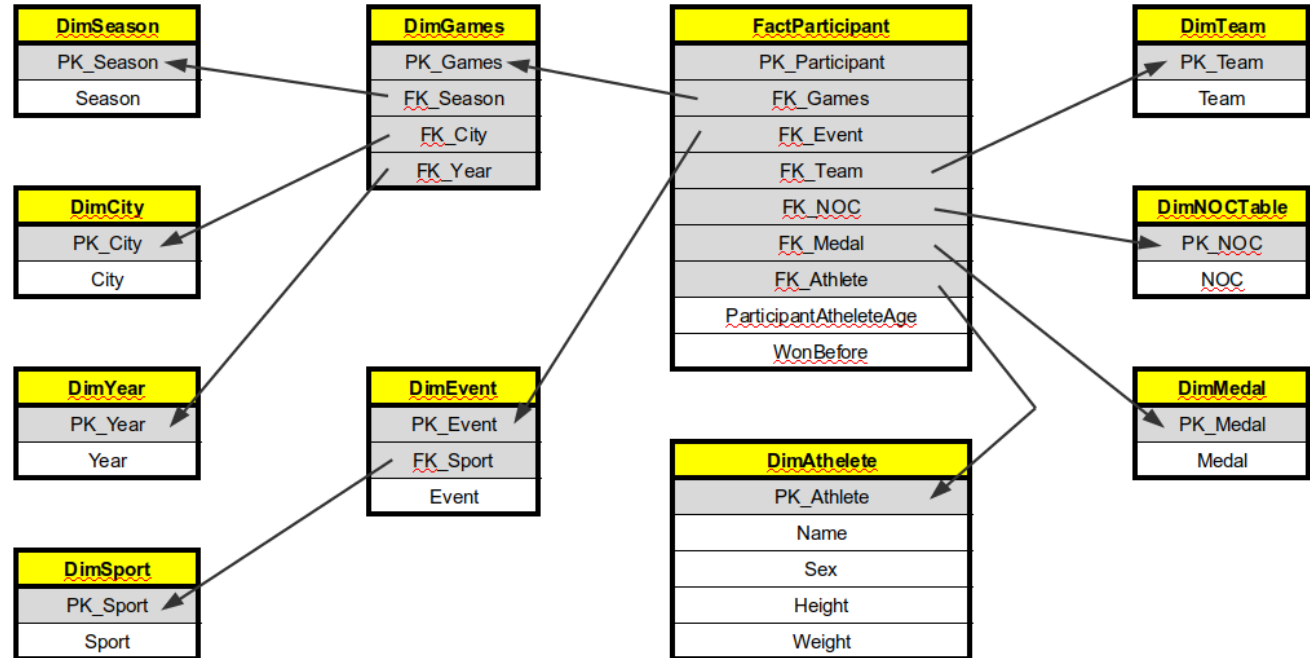 DimSeason
PK_Season
Season
DimGames
PK_Games
FK_Season
FK_City
FK_Year
FactParticipant
PK_Participant
FK_Games
FK_Event
FK_Team
FK_NOC
FK_Medal
FK_Athlete
ParticipantAtheleteAge
WonBefore
DimTeam
PK_Team
Team
DimCity
PK_City
City
DimNOCTable
PK_NOC
NOC
DimYear
PK_Year
Year
DimEvent
PK_Event
FK_Sport
Event
DimMedal
PK_Medal
Medal
DimAthelete
PK_Athlete
Name
Sex
Height
Weight
DimSport
PK_Sport
Sport